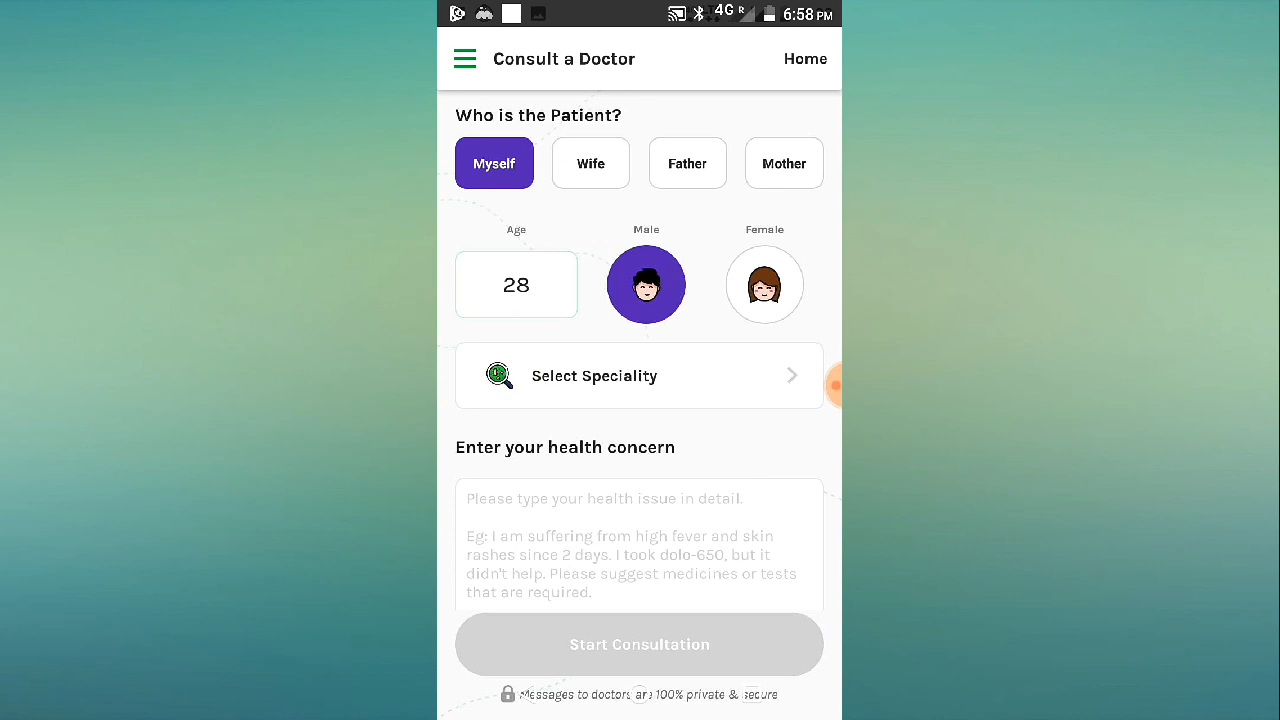 4G R 6:58 PM
Consult a Doctor Home
Who is the Patient?
Myself Wife Father Mother
Age Male Female
28
Select Speciality
Enter your health concern
Please type your health issue in detail.
Eg: I am suffering from high fever and skin
rashes since 2 days. I took dolo-650, but it
didn't help. Please suggest medicines or tests
that are required.
Start Consultation
Messages to doctors are 100% private & secure